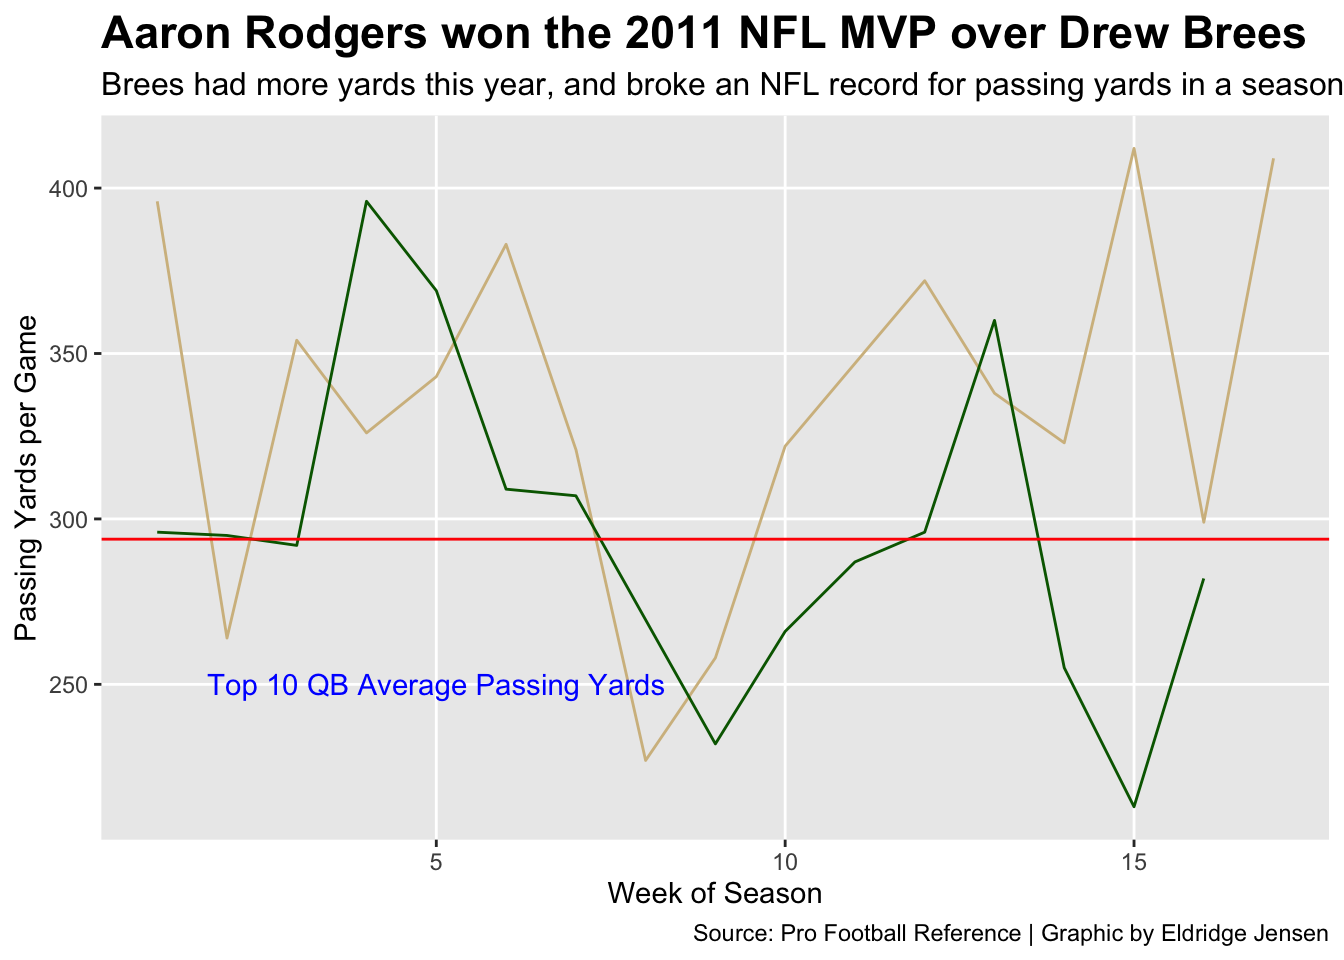 Aaron Rodgers won the 2011 NFL MVP over Drew Brees
Brees had more yards this year, and broke an NFL record for passing yards in a season
Passing Yards per Game
400
350
300
250
Top 10 QB Average Passing Yards
5
10
15
Week of Season
Source: Pro Football Reference | Graphic by Eldridge Jensen